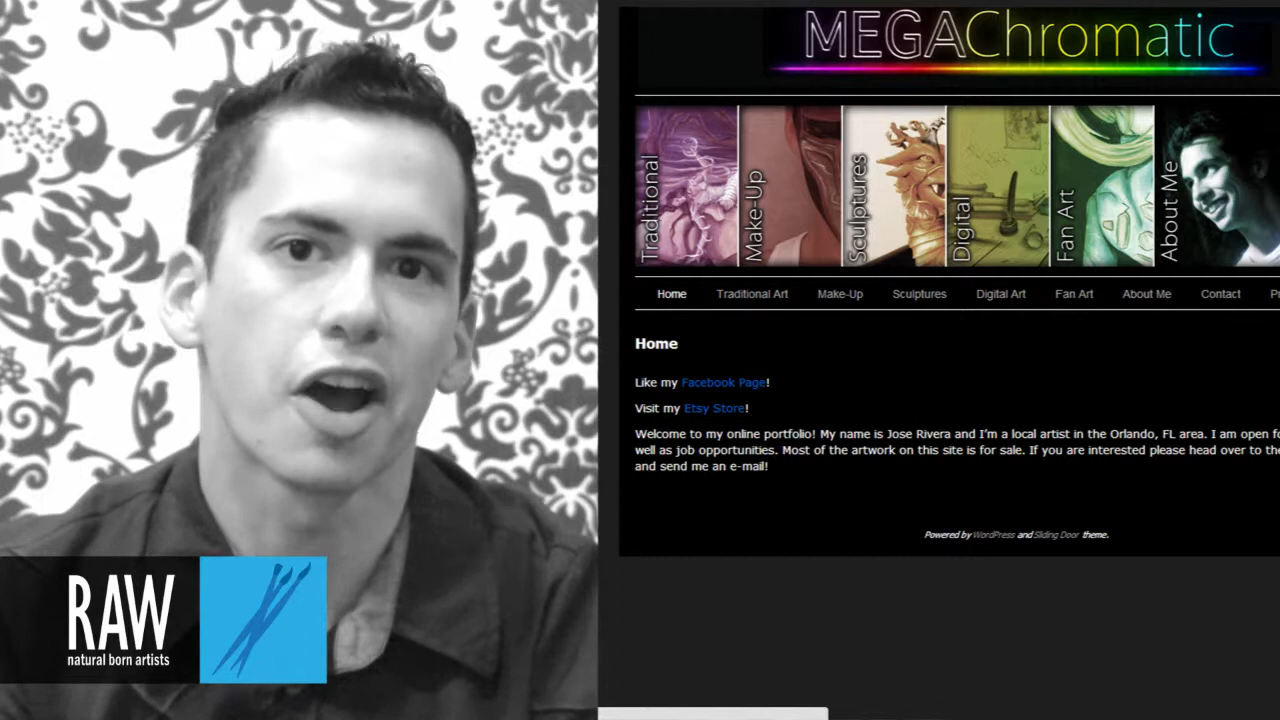 MEGAChromatic
Traditional
Make-Up
Sculptures
Digital
Fan Art
About Me
Home Traditional Art Make-Up Sculptures Digital Art Fan Art About Me Contact
Home
Like my Facebook Page!
Visit my Etsy Store!
Welcome to my online portfolio! My name is Jose Rivera and I'm a local artist in the Orlando, FL area. I am open
well as job opportunities. Most of the artwork on this site is for sale. If you are interested please head over to the
and send me an e-mail!
Powered by WordPress and Sliding Door theme.
RAW
natural born artists